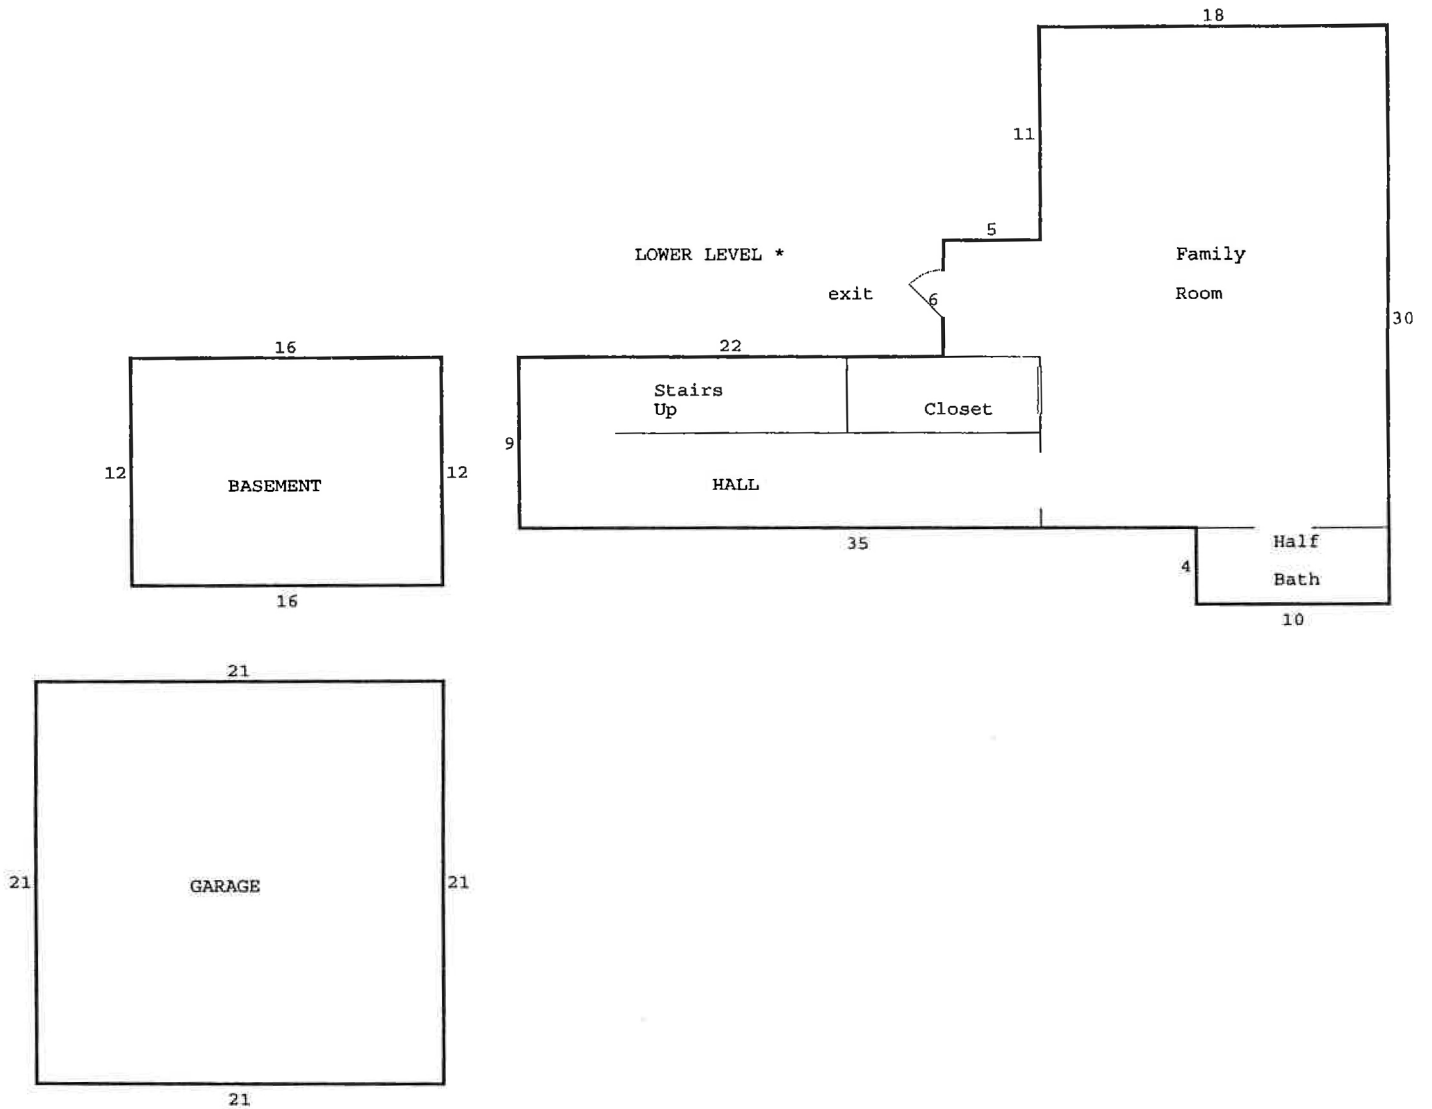 18
11
5
LOWER LEVEL *
Family
exit
6
Room
30
16
22
Stairs
Up
Closet
9
12
BASEMENT
12
HALL
35
Half
4
Bath
16
10
21
21
GARAGE
21
21